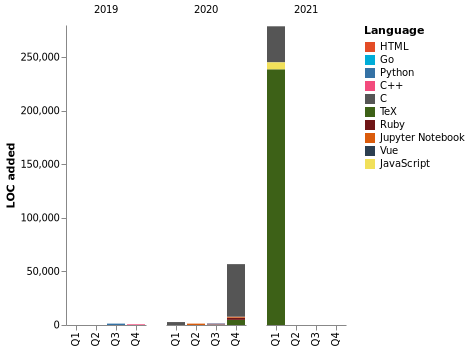 2019 2020 2021
LOC added
250,000
200,000
150,000
100,000
50,000
0
Q1 Q2 Q3 Q4 Q1 Q2 Q3 Q4 Q1 Q2 Q3 Q4
Language
HTML
Go
Python
C++
C
TeX
Ruby
Jupyter Notebook
Vue
JavaScript